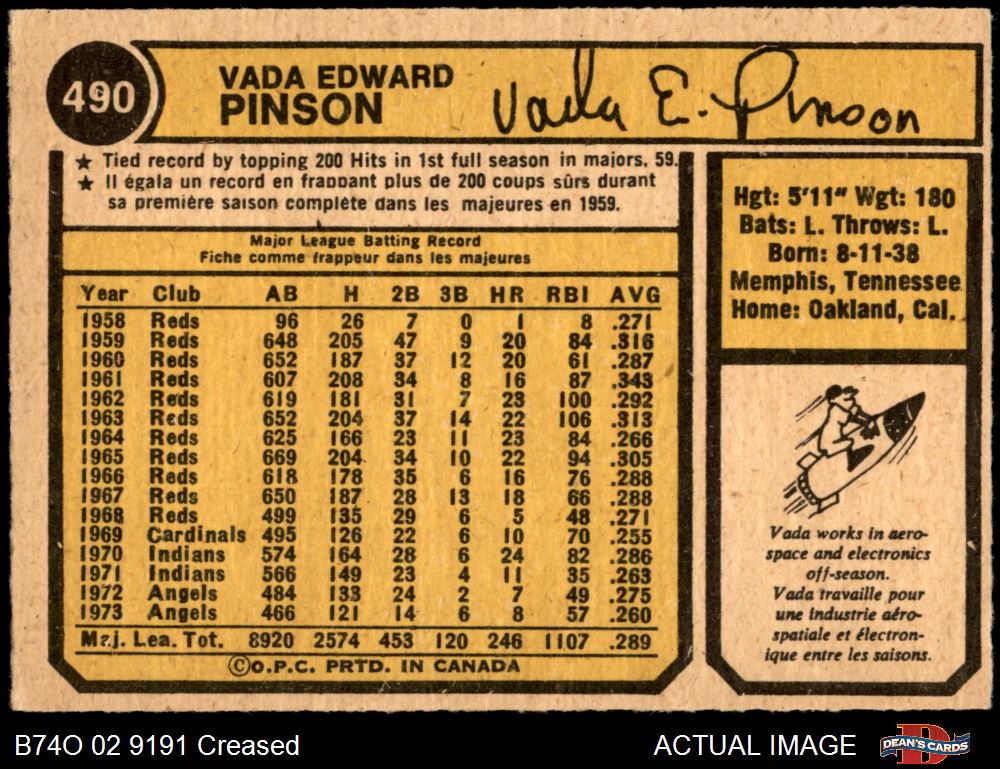 490
VADA EDWARD
PINSON
Vada E. Pinson
★ Tied record by topping 200 Hits in 1st full season in majors, 59.
★ Il égala un record en frappant plus de 200 coups sûrs durant
sa première saison complète dans les majeures en 1959.
Major League Batting Record
Fiche comme frappeur dans les majeures
Year Club AB H 2B 3B HR RBI AVG
1958 Reds 96 26 7 0 1 8 .271
1959 Reds 648 205 47 9 20 84 .316
1960 Reds 652 187 37 12 20 61 .287
1961 Reds 607 208 34 8 16 87 .343
1962 Reds 619 181 31 7 23 100 .292
1963 Reds 652 204 37 14 22 106 .313
1964 Reds 625 166 23 11 23 84 .266
1965 Reds 669 204 34 10 22 94 .305
1966 Reds 618 178 35 6 16 76 .288
1967 Reds 650 187 28 13 18 66 .288
1968 Reds 499 135 29 6 5 48 .271
1969 Cardinals 495 126 22 6 10 70 .255
1970 Indians 574 164 28 6 24 82 .286
1971 Indians 566 149 23 4 11 35 .263
1972 Angels 484 133 24 2 7 49 .275
1973 Angels 466 121 14 6 8 57 .260
Maj. Lea. Tot. 8920 2574 453 120 246 1107 .289
©O.P.C. PRTD. IN CANADA
Hgt: 5'11" Wgt: 180
Bats: L. Throws: L.
Born: 8-11-38
Memphis, Tennessee
Home: Oakland, Cal.
Vada works in aero-
space and electronics
off-season.
Vada travaille pour
une industrie aéro-
spatiale et électron-
ique entre les saisons.
B74O 02 9191 Creased
ACTUAL IMAGE
DEAN'S CARDS